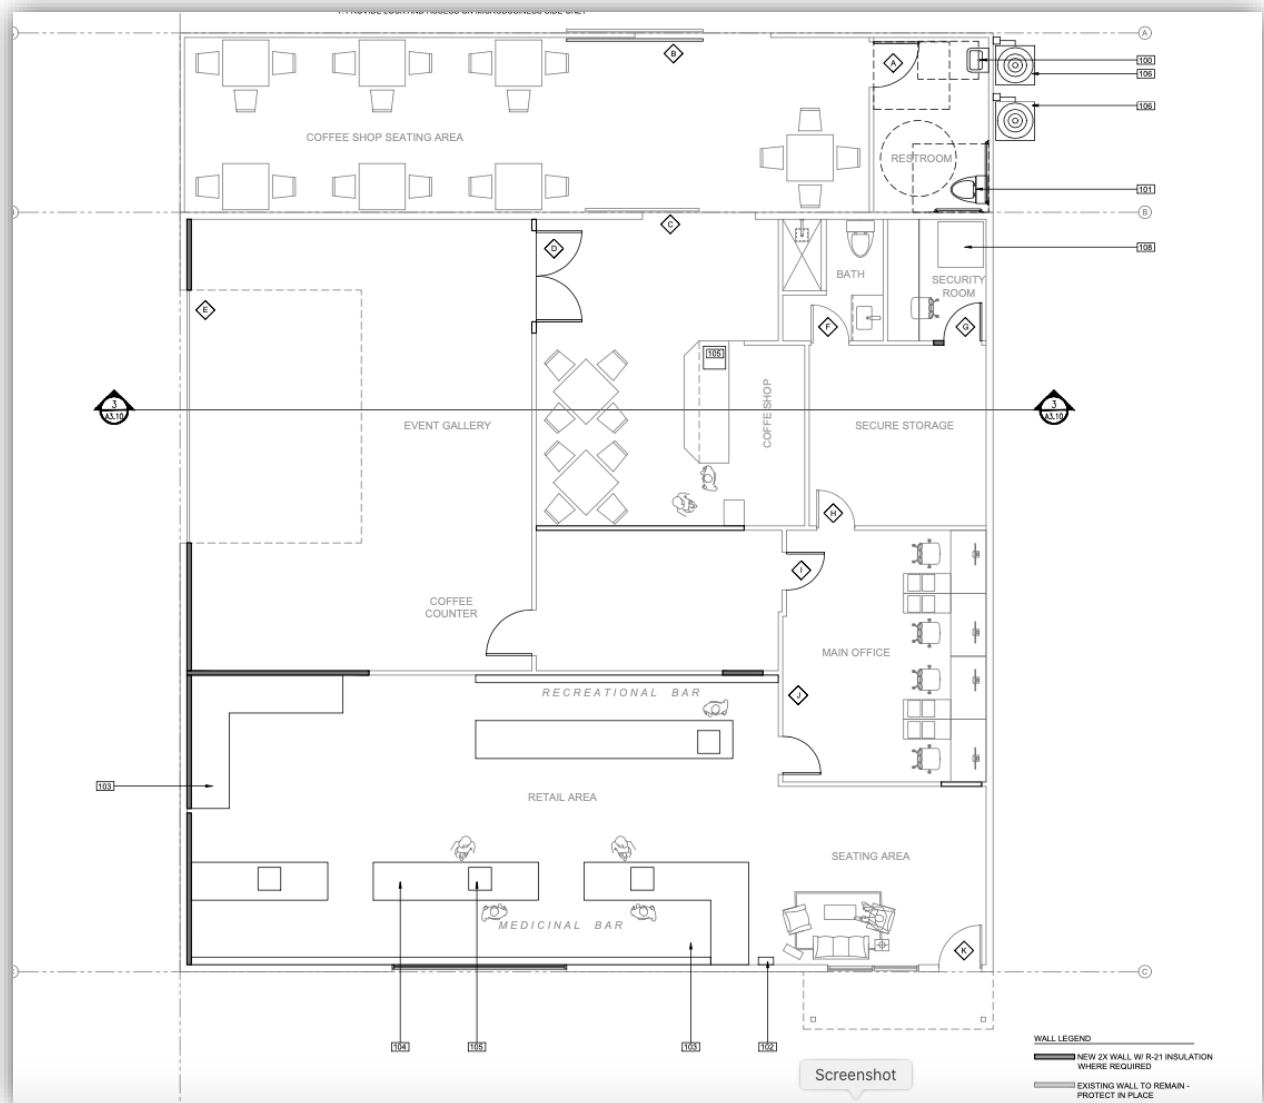 A
B
A
A
100
106
106
COFFEE SHOP SEATING AREA
RESTROOM
101
B
C
108
D
BATH
SECURITY
ROOM
E
F
G
105
3
A3.10
3
A3.10
COFFE SHOP
EVENT GALLERY
SECURE STORAGE
H
I
COFFEE
COUNTER
MAIN OFFICE
RECREATIONAL BAR
J
103
RETAIL AREA
SEATING AREA
MEDICINAL BAR
K
C
104
105
103
102
WALL LEGEND
NEW 2X WALL W/ R-21 INSULATION
WHERE REQUIRED
Screenshot
EXISTING WALL TO REMAIN -
PROTECT IN PLACE